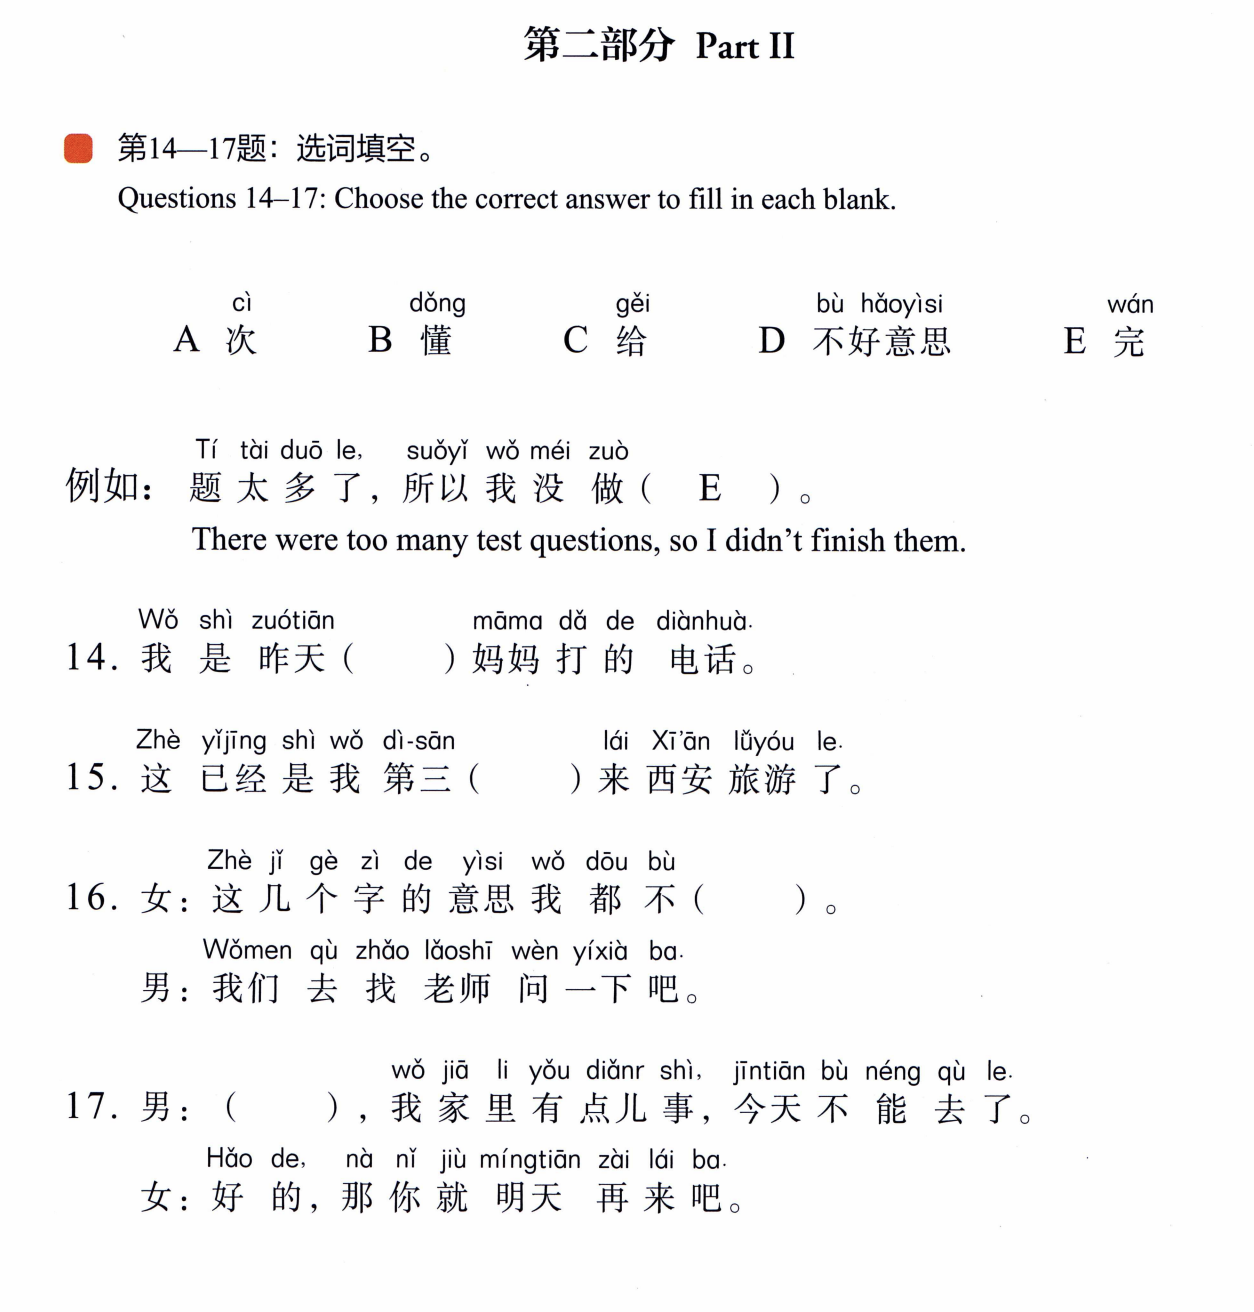 第二部分 Part II
第14—17题：选词填空。
Questions 14–17: Choose the correct answer to fill in each blank.
cì dǒng gěi bù hǎoyìsi wán
A 次 B 懂 C 给 D 不好意思 E 完
Tí tài duō le, suǒyǐ wǒ méi zuò
例如：题太多了，所以我没做（ E ）。
There were too many test questions, so I didn't finish them.
Wǒ shì zuótiān māma dǎ de diànhuà.
14. 我是昨天（ ）妈妈打的电话。
Zhè yǐjīng shì wǒ dì-sān lái Xī'ān lǚyóu le.
15. 这已经是我第三（ ）来西安旅游了。
Zhè jǐ gè zì de yìsi wǒ dōu bù
16. 女：这几个字的意思我都不（ ）。
Wǒmen qù zhǎo lǎoshī wèn yíxià ba.
男：我们去找老师问一下吧。
wǒ jiā li yǒu diǎnr shì, jīntiān bù néng qù le.
17. 男：（ ），我家里有点儿事，今天不能去了。
Hǎo de, nà nǐ jiù míngtiān zài lái ba.
女：好的，那你就明天再来吧。